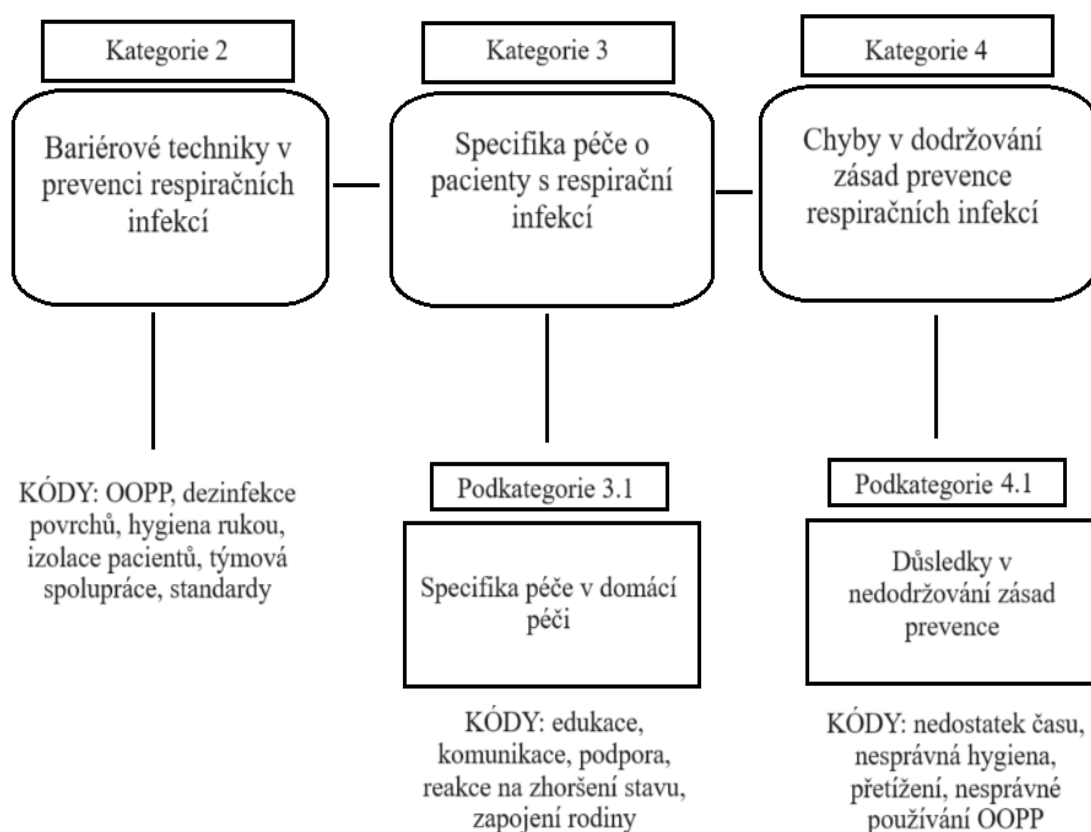 Kategorie 2
Bariérové techniky v
prevenci respiračních
infekcí
KÓDY: OOPP, dezinfekce
povrchů, hygiena rukou,
izolace pacientů, týmová
spolupráce, standardy
Kategorie 3
Specifika péče o
pacienty s respirační
infekcí
Podkategorie 3.1
Specifika péče v domácí
péči
KÓDY: edukace,
komunikace, podpora,
reakce na zhoršení stavu,
zapojení rodiny
Kategorie 4
Chyby v dodržování
zásad prevence
respiračních infekcí
Podkategorie 4.1
Důsledky v
nedodržování zásad
prevence
KÓDY: nedostatek času,
nesprávná hygiena,
přetížení, nesprávné
používání OOPP